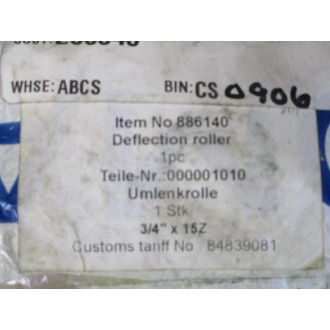 WHSE: ABCS BIN: CS 0906
Item No 886140
Deflection roller
1pc
Teile-Nr.:000001010
Umlenkrolle
1 Stk
3/4" x 15Z
Customs tariff No.: 84839081